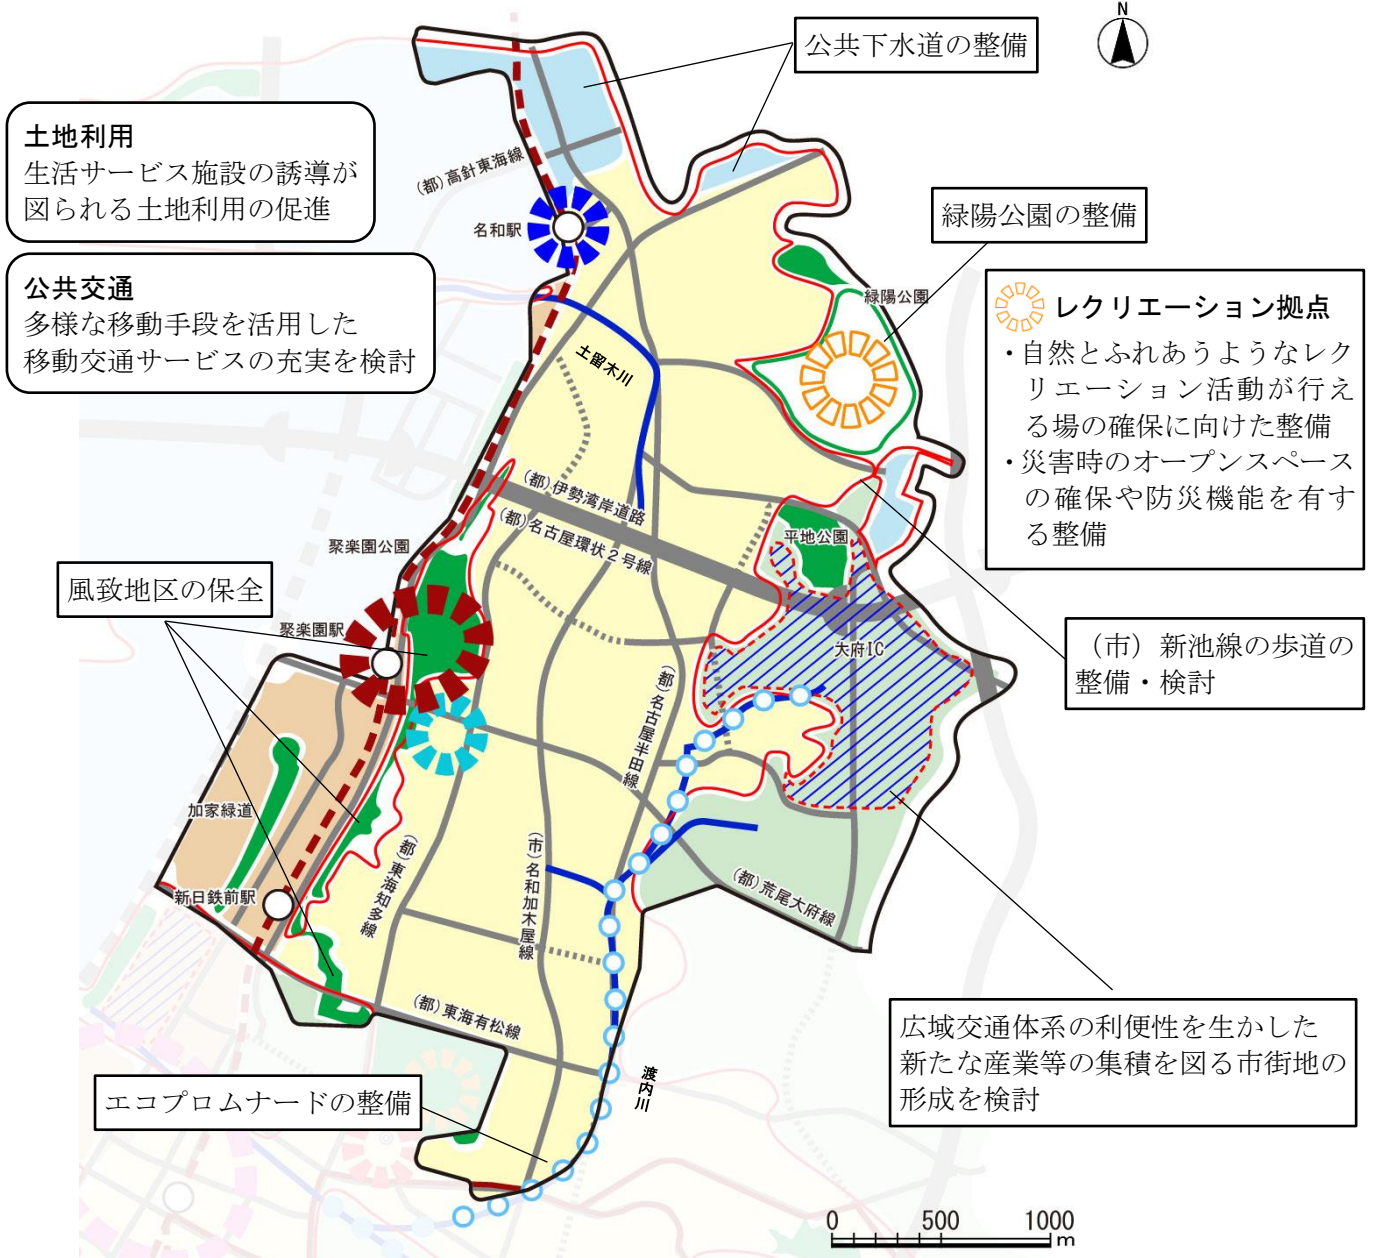 N
公共下水道の整備
土地利用
生活サービス施設の誘導が
図られる土地利用の促進
(都)高針東海線
名和駅
緑陽公園の整備
公共交通
多様な移動手段を活用した
移動交通サービスの充実を検討
緑陽公園
レクリエーション拠点
・自然とふれあうようなレク
リエーション活動が行え
る場の確保に向けた整備
・災害時のオープンスペース
の確保や防災機能を有す
る整備
土留木川
(都)伊勢湾岸道路
(都)名古屋環状2号線
平地公園
聚楽園公園
風致地区の保全
聚楽園駅
大府IC
(市)新池線の歩道の
整備・検討
(都)名古屋半田線
加家緑道
(都)東海知多線
(市)名和加木屋線
新日鉄前駅
(都)荒尾大府線
(都)東海有松線
広域交通体系の利便性を生かした
新たな産業等の集積を図る市街地の
形成を検討
渡内川
エコプロムナードの整備
0 500 1000
m